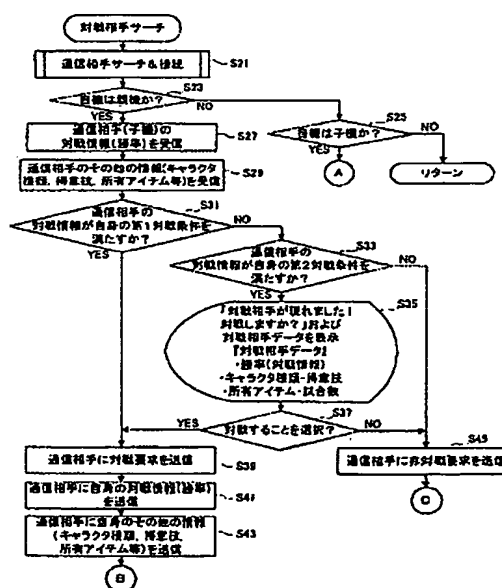 対戦相手サーチ
通信相手サーチ&接続
S21
S23
自機は親機か?
NO
YES
S25
自機は子機か?
NO
YES
通信相手(子機)の
対戦情報(勝率)を受信
S27
A
リターン
通信相手のその他の情報(キャラクタ
種類、得意技、所有アイテム等)を受信
S29
S31
通信相手の
対戦情報が自身の第1対戦条件を
満たすか?
NO
YES
S33
通信相手の
対戦情報が自身の第2対戦条件を
満たすか?
NO
YES
S35
『対戦相手が現れました!
対戦しますか?』および
対戦相手データを表示
『対戦相手データ』
・勝率(対戦情報)
・キャラクタ種類・得意技
・所有アイテム・試合数
S37
YES
対戦することを選択?
NO
通信相手に対戦要求を送信
S39
S45
通信相手に非対戦要求を送信
通信相手に自身の対戦情報(勝率)
を送信
S41
C
通信相手に自身のその他の情報
(キャラクタ種類、得意技、
所有アイテム等)を送信
S43
B